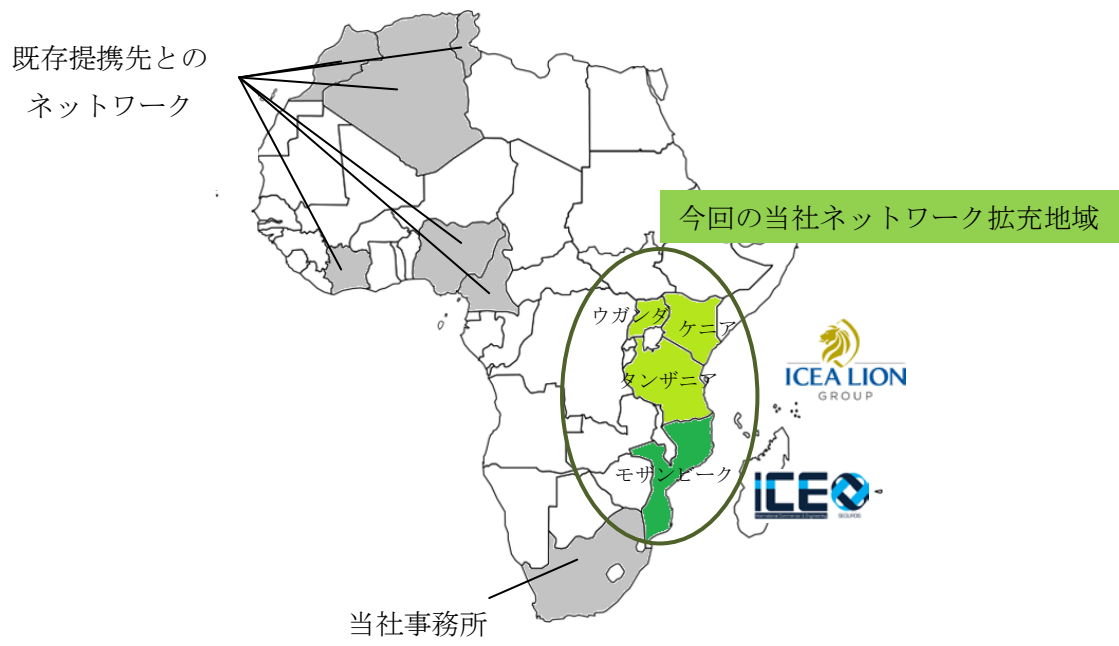 既存提携先との
ネットワーク
今回の当社ネットワーク拡充地域
ウガンダ
ケニア
タンザニア
ICEA LION
GROUP
モザンビーク
ICE
SEGUROS
当社事務所